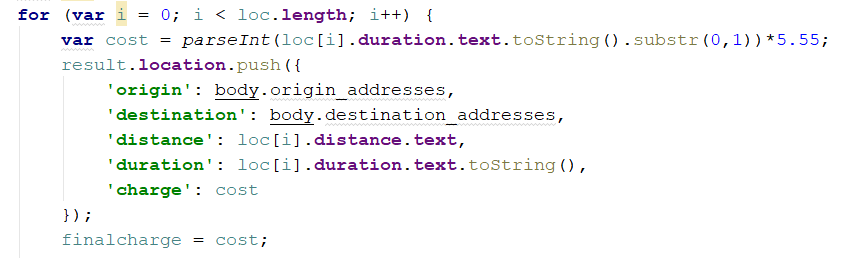 for (var i = 0; i < loc.length; i++) {
var cost = parseInt(loc[i].duration.text.toString().substr(0,1))*5.55;
result.location.push({
'origin': body.origin_addresses,
'destination': body.destination_addresses,
'distance': loc[i].distance.text,
'duration': loc[i].duration.text.toString(),
'charge': cost
});
finalcharge = cost;